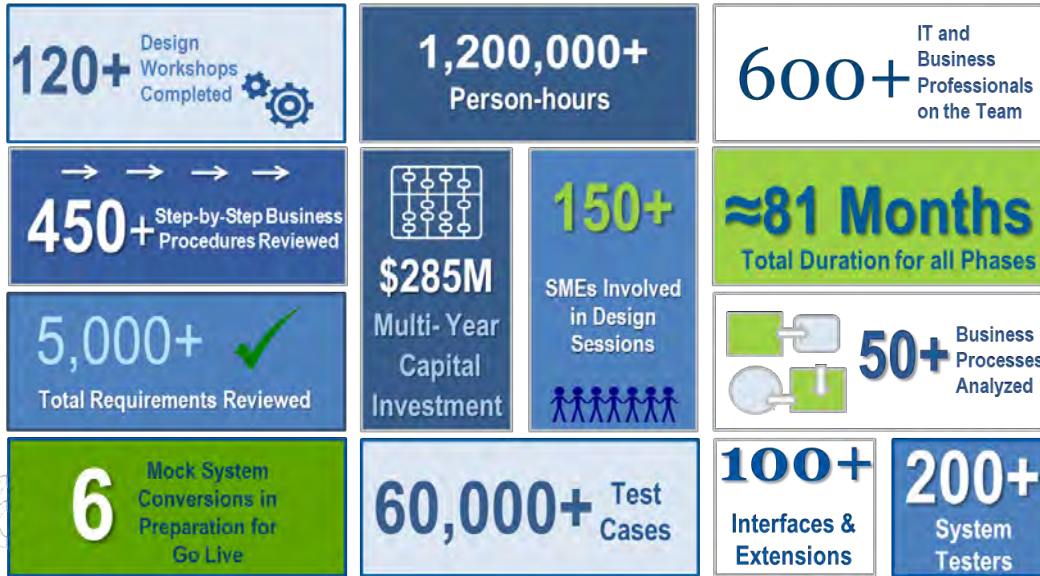 120+
Design
Workshops
Completed
1,200,000+
Person-hours
600+
IT and
Business
Professionals
on the Team
450+
Step-by-Step Business
Procedures Reviewed
$285M
Multi- Year
Capital
Investment
150+
SMEs Involved
in Design
Sessions
≈81 Months
Total Duration for all Phases
5,000+
Total Requirements Reviewed
50+
Business
Processes
Analyzed
6
Mock System
Conversions in
Preparation for
Go Live
60,000+
Test
Cases
100+
Interfaces &
Extensions
200+
System
Testers